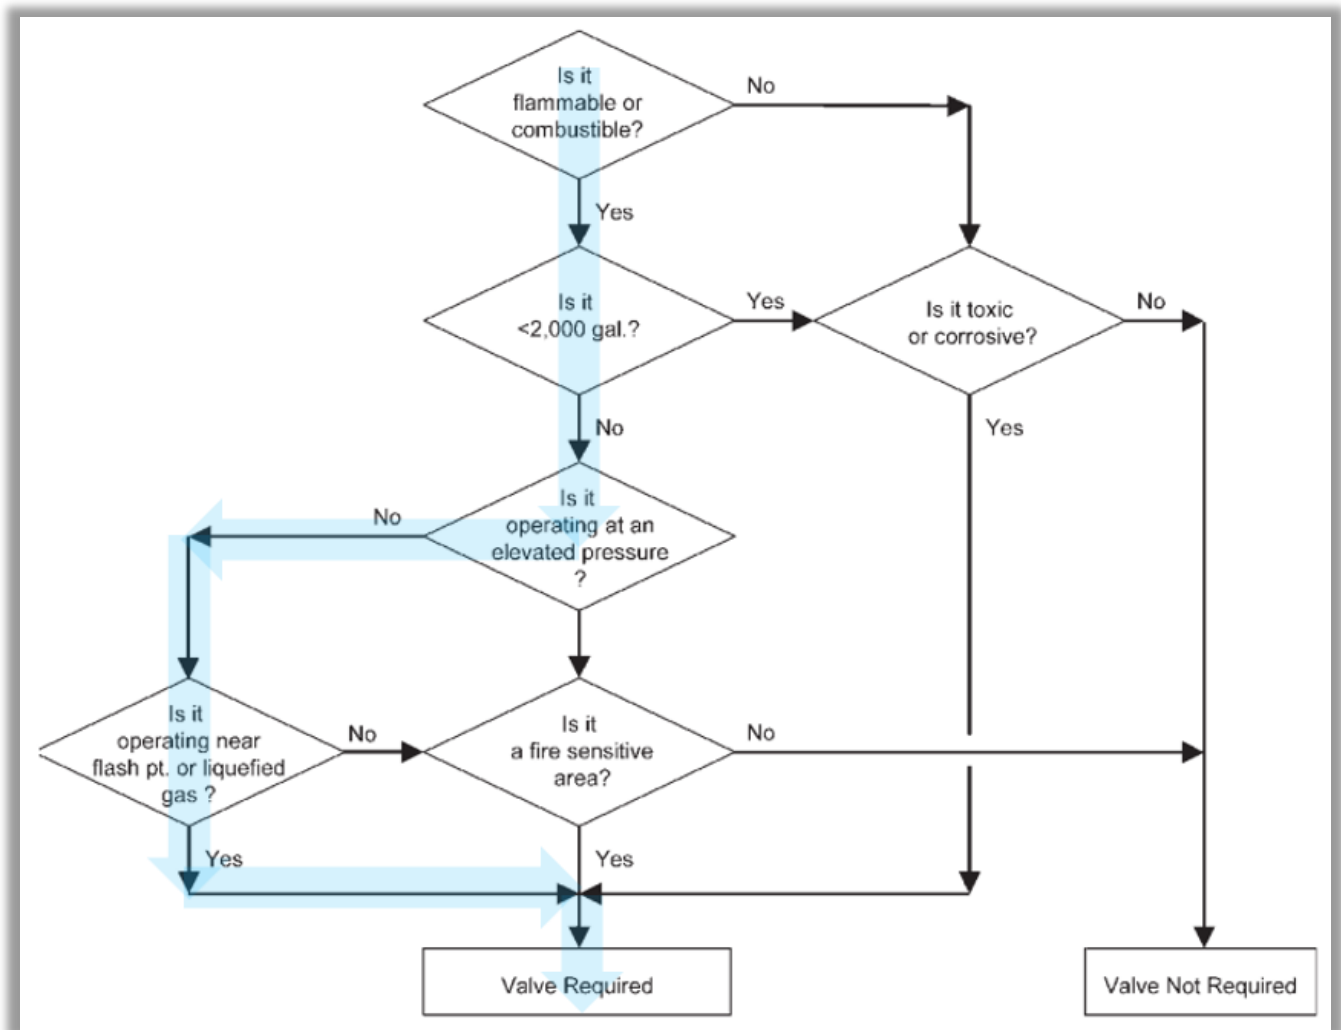 Is it
flammable or
combustible?
No
Yes
Is it
<2,000 gal.?
Yes
Is it toxic
or corrosive?
No
No
Yes
Is it
operating at an
elevated pressure
?
No
Is it
operating near
flash pt. or liquefied
gas ?
No
Is it
a fire sensitive
area?
No
Yes
Yes
Valve Required
Valve Not Required